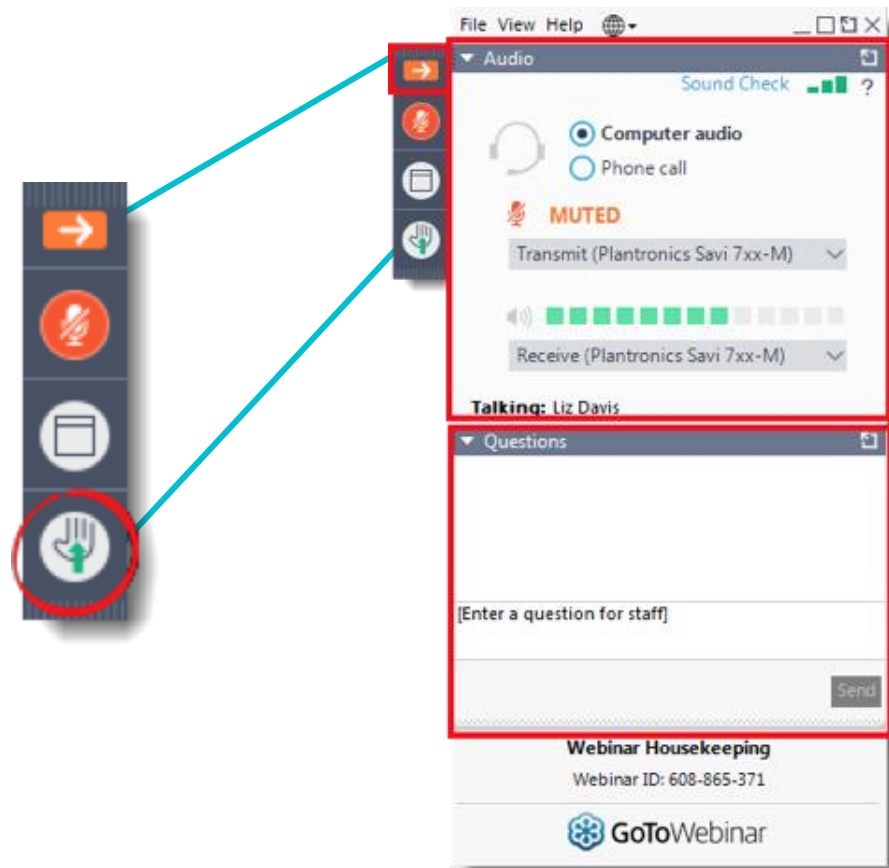 File View Help
Audio
Sound Check ?
Computer audio
Phone call
MUTED
Transmit (Plantronics Savi 7xx-M)
Receive (Plantronics Savi 7xx-M)
Talking: Liz Davis
Questions
[Enter a question for staff]
Send
Webinar Housekeeping
Webinar ID: 608-865-371
GoToWebinar